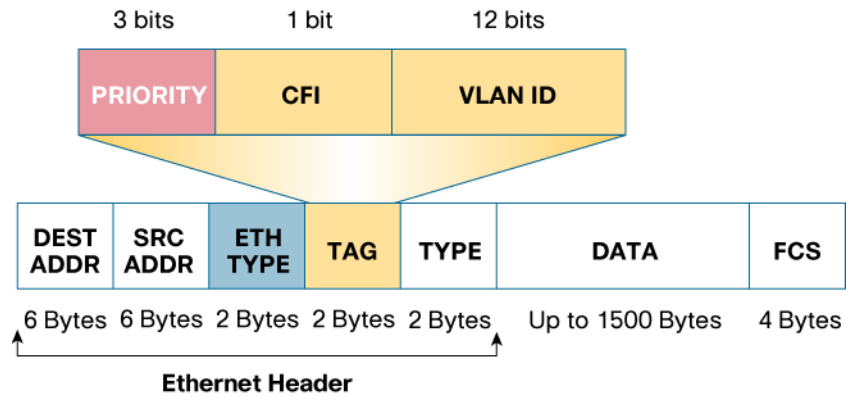 3 bits 1 bit 12 bits
PRIORITY CFI VLAN ID
DEST ADDR SRC ADDR ETH TYPE TAG TYPE DATA FCS
6 Bytes 6 Bytes 2 Bytes 2 Bytes 2 Bytes Up to 1500 Bytes 4 Bytes
Ethernet Header